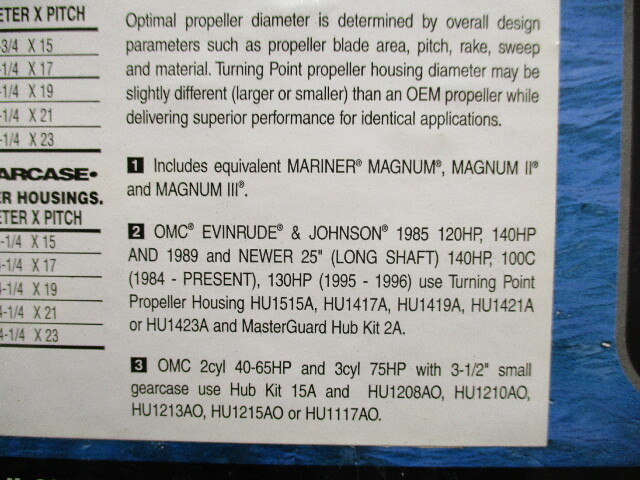 ETER X PITCH
-3/4 X 15
-1/4 X 17
-1/4 X 19
-1/4 X 21
-1/4 X 23
ARCASE•
ER HOUSINGS.
ETER X PITCH
-1/4 X 15
-1/4 X 17
-1/4 X 19
-1/4 X 21
4-1/4 X 23
Optimal propeller diameter is determined by overall design
parameters such as propeller blade area, pitch, rake, sweep
and material. Turning Point propeller housing diameter may be
slightly different (larger or smaller) than an OEM propeller while
delivering superior performance for identical applications.
1 Includes equivalent MARINER® MAGNUM®, MAGNUM II®
and MAGNUM III®.
2 OMC® EVINRUDE® & JOHNSON® 1985 120HP, 140HP
AND 1989 and NEWER 25" (LONG SHAFT) 140HP, 100C
(1984 - PRESENT), 130HP (1995 - 1996) use Turning Point
Propeller Housing HU1515A, HU1417A, HU1419A, HU1421A
or HU1423A and MasterGuard Hub Kit 2A.
3 OMC 2cyl 40-65HP and 3cyl 75HP with 3-1/2" small
gearcase use Hub Kit 15A and HU1208AO, HU1210AO,
HU1213AO, HU1215AO or HU1117AO.